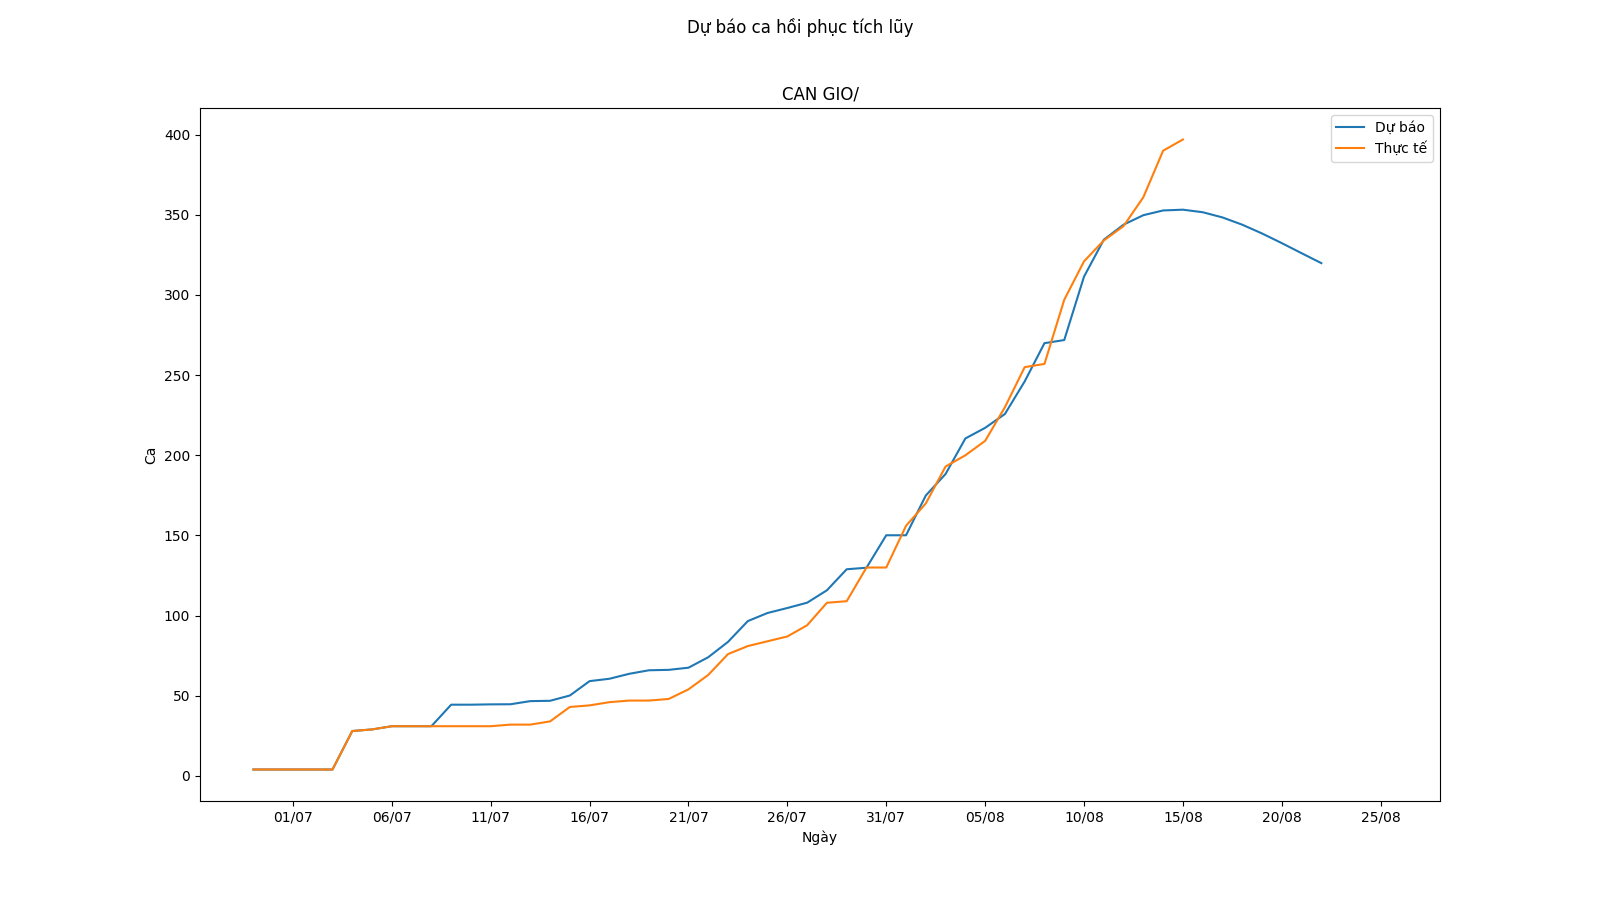 Dự báo ca hồi phục tích lũy
CAN GIO/
Dự báo
Thực tế
400
350
300
250
200
150
100
50
0
Ca
01/07 06/07 11/07 16/07 21/07 26/07 31/07 05/08 10/08 15/08 20/08 25/08
Ngày